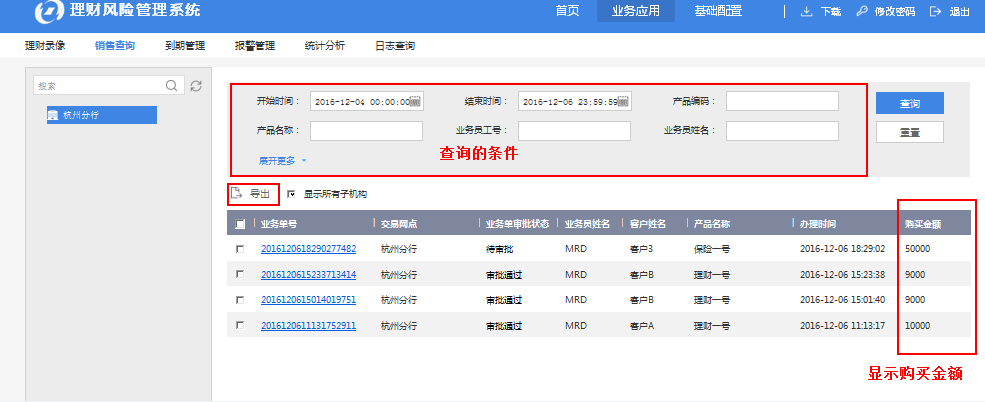 理财风险管理系统 首页 业务应用 基础配置 下载 修改密码 退出
理财录像 销售查询 到期管理 报警管理 统计分析 日志查询
搜索
杭州分行
开始时间： 2016-12-04 00:00:00 结束时间： 2016-12-06 23:59:59 产品编码： 查询
产品名称： 业务员工号： 业务员姓名： 重置
查询的条件
展开更多
导出 显示所有子机构
业务单号 交易网点 业务单审批状态 业务员姓名 客户姓名 产品名称 办理时间 购买金额
2016120618290277482 杭州分行 待审批 MRD 客户3 保险一号 2016-12-06 18:29:02 50000
2016120615233713414 杭州分行 审批通过 MRD 客户B 理财一号 2016-12-06 15:23:38 9000
2016120615014019751 杭州分行 审批通过 MRD 客户B 理财一号 2016-12-06 15:01:40 9000
2016120611131752911 杭州分行 审批通过 MRD 客户A 理财一号 2016-12-06 11:13:17 10000
显示购买金额